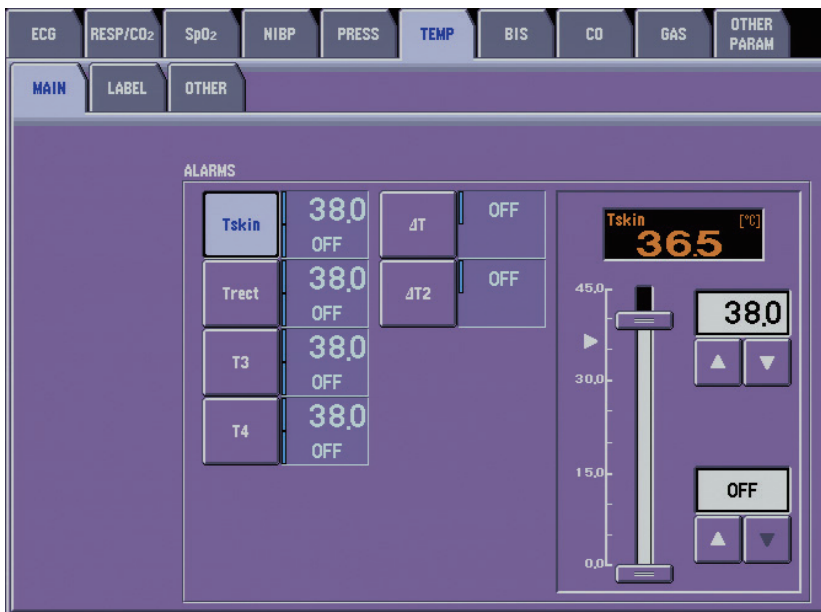 ECG RESP/CO₂ SpO₂ NIBP PRESS TEMP BIS CO GAS OTHER PARAM
MAIN LABEL OTHER
ALARMS
Tskin 38.0 OFF
Trect 38.0 OFF
T3 38.0 OFF
T4 38.0 OFF
ΔT OFF
ΔT2 OFF
Tskin [°C]
36.5
45.0
30.0
15.0
0.0
38.0
OFF